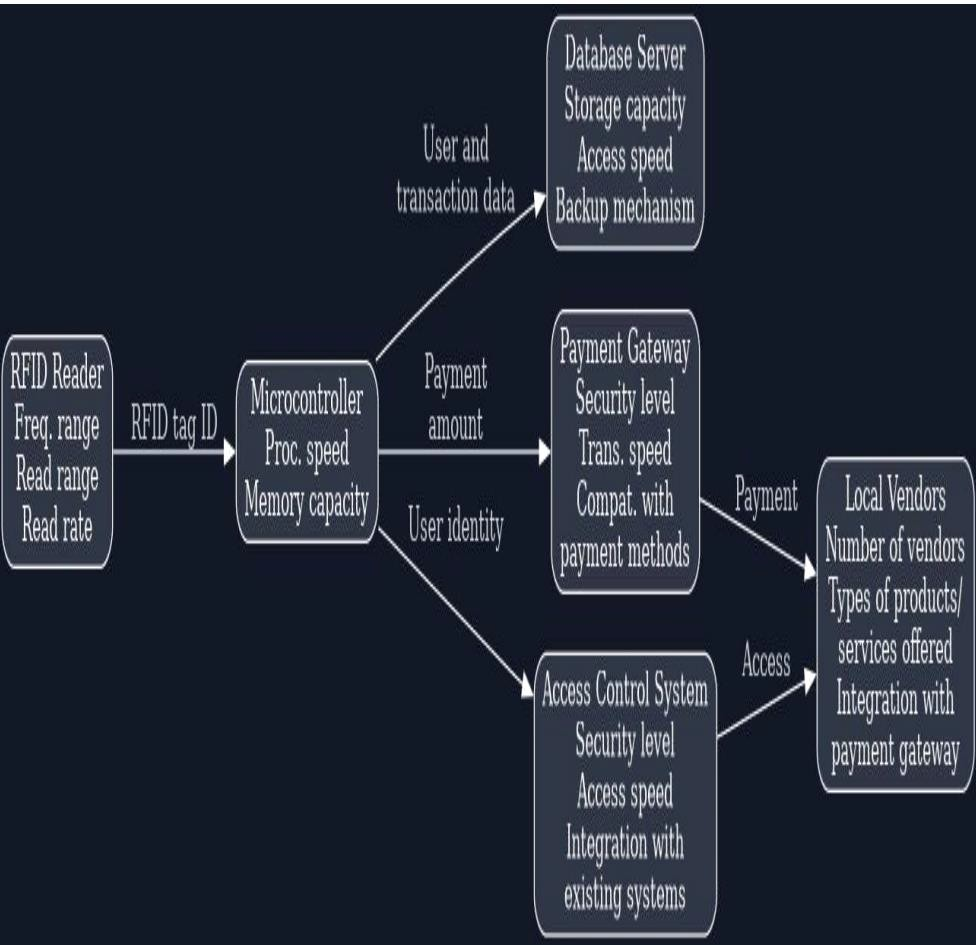 RFID Reader
Freq. range
Read range
Read rate
RFID tag ID
Microcontroller
Proc. speed
Memory capacity
User and
transaction data
Payment
amount
User identity
Database Server
Storage capacity
Access speed
Backup mechanism
Payment Gateway
Security level
Trans. speed
Compat. with
payment methods
Access Control System
Security level
Access speed
Integration with
existing systems
Payment
Access
Local Vendors
Number of vendors
Types of products/
services offered
Integration with
payment gateway